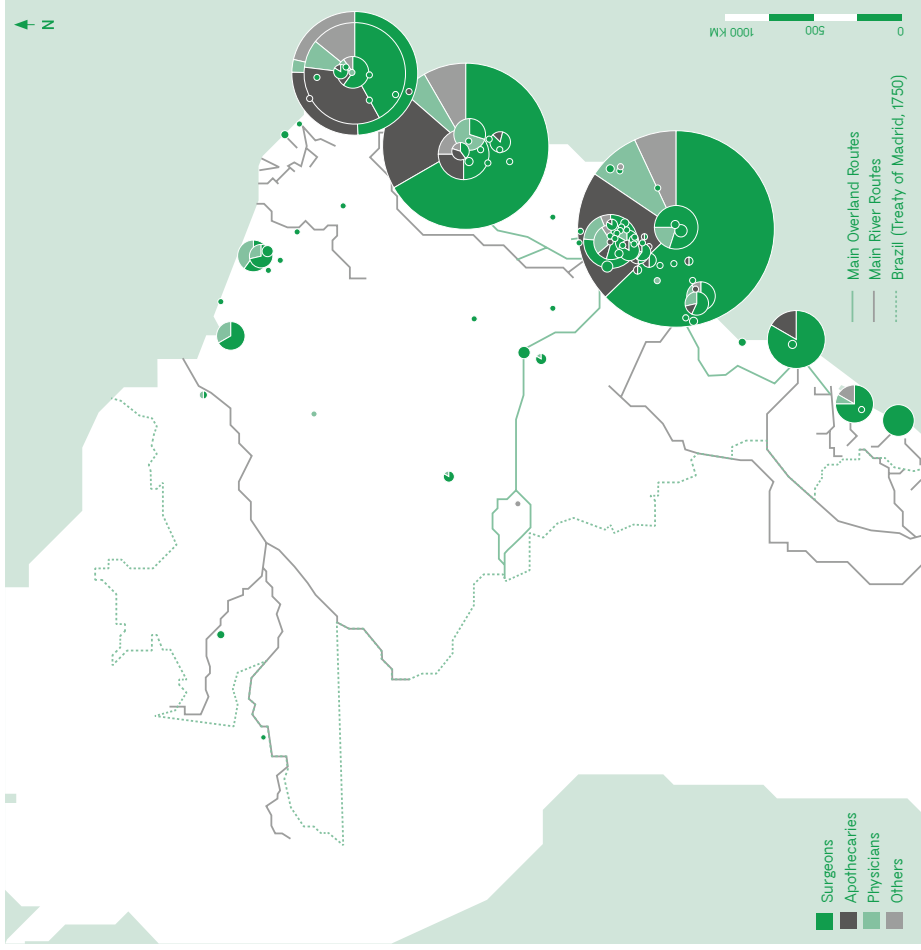 N
1000 KM
500
0
Main Overland Routes
Main River Routes
Brazil (Treaty of Madrid, 1750)
Surgeons
Apothecaries
Physicians
Others